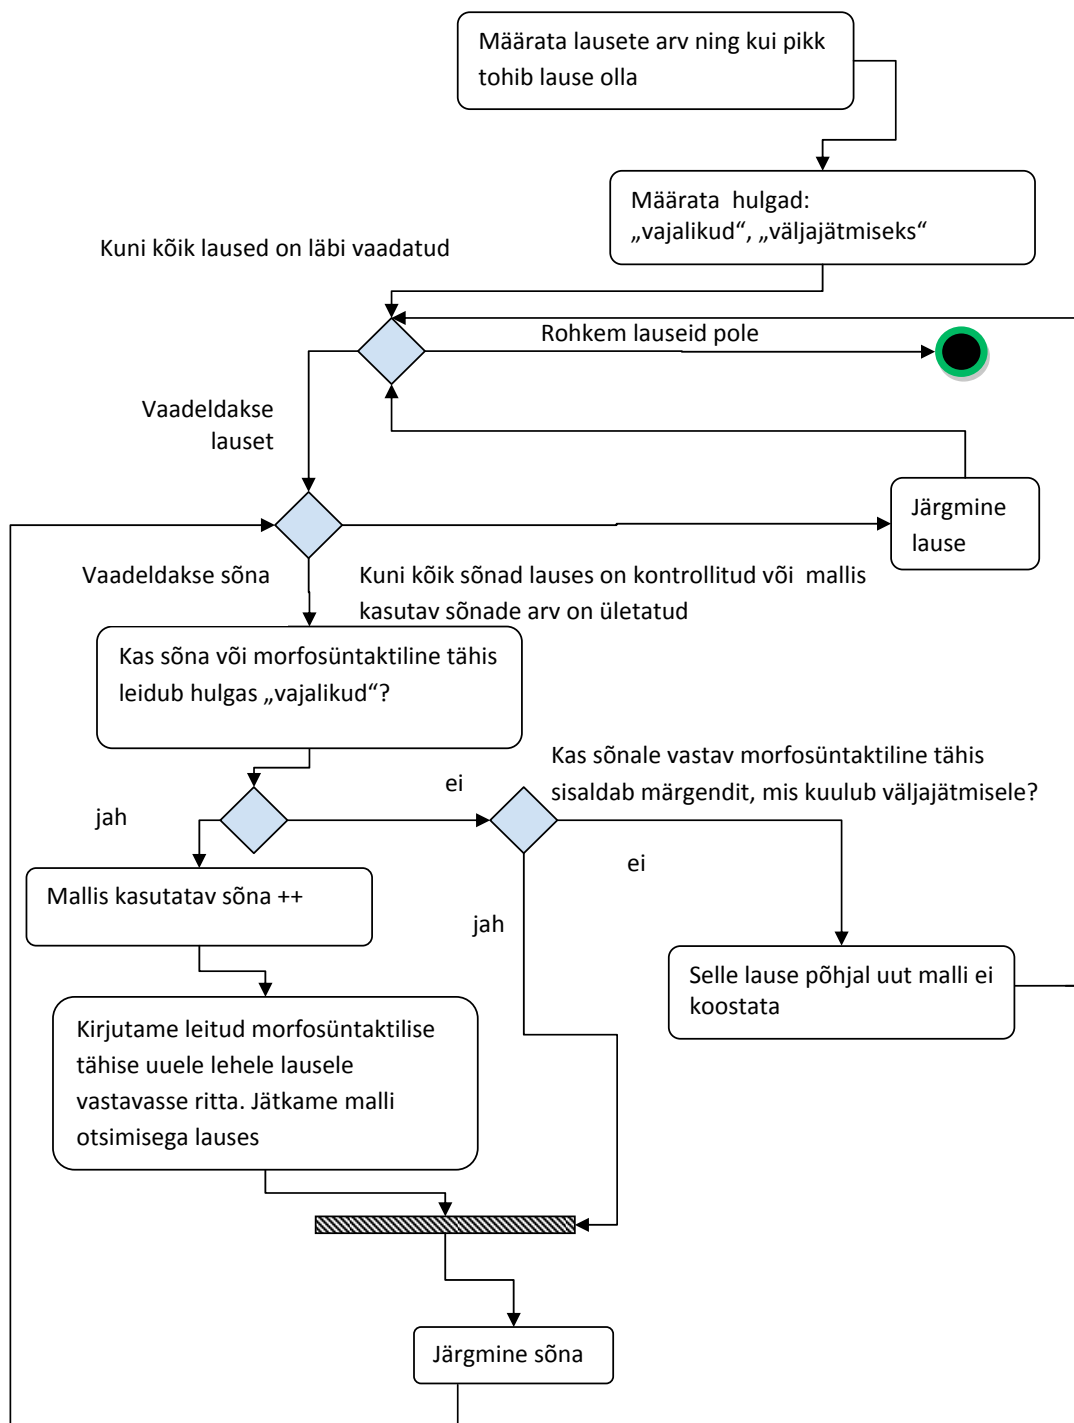 Määrata lausete arv ning kui pikk
tohib lause olla
Määrata hulgad:
„vajalikud“, „väljajätmiseks“
Kuni kõik laused on läbi vaadatud
Rohkem lauseid pole
Vaadeldakse
lauset
Järgmine
lause
Vaadeldakse sõna
Kuni kõik sõnad lauses on kontrollitud või mallis
kasutav sõnade arv on ületatud
Kas sõna või morfosüntaktiline tähis
leidub hulgas „vajalikud“?
Kas sõnale vastav morfosüntaktiline tähis
sisaldab märgendit, mis kuulub väljajätmisele?
ei
jah
ei
Mallis kasutatav sõna ++
jah
Selle lause põhjal uut malli ei
koostata
Kirjutame leitud morfosüntaktilise
tähise uuele lehele lausele
vastavasse ritta. Jätkame malli
otsimisega lauses
Järgmine sõna